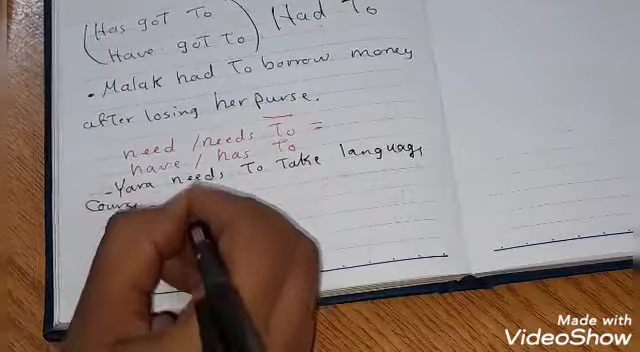 (Has got To
Have got To) Had To
• Malak had To borrow money
after losing her purse.
need / needs To =
have / has To
- Yara needs To Take language
Course
Made with
VideoShow